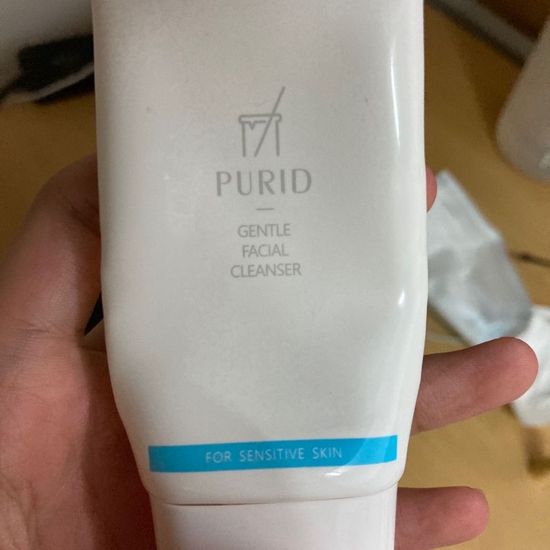 PURID
GENTLE
FACIAL
CLEANSER
FOR SENSITIVE SKIN